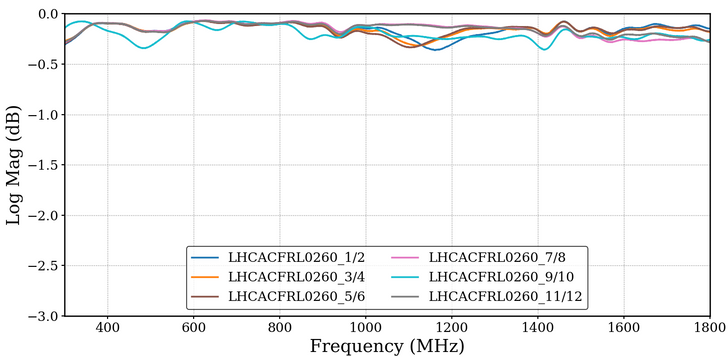 0.0
−0.5
−1.0
−1.5
−2.0
−2.5
−3.0
Log Mag (dB)
LHCACFRL0260_1/2
LHCACFRL0260_3/4
LHCACFRL0260_5/6
LHCACFRL0260_7/8
LHCACFRL0260_9/10
LHCACFRL0260_11/12
400 600 800 1000 1200 1400 1600 1800
Frequency (MHz)